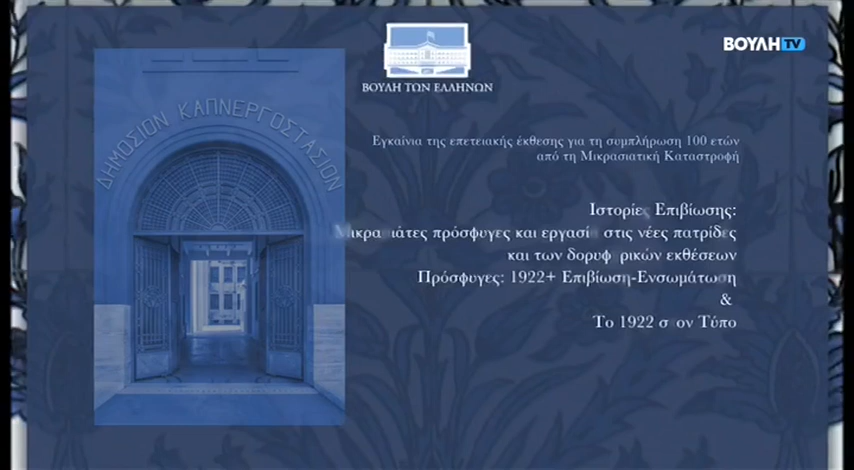 ΒΟΥΛΗ TV
ΒΟΥΛΗ ΤΩΝ ΕΛΛΗΝΩΝ
ΔΗΜΟΣΙΟΝ ΚΑΠΝΕΡΓΟΣΤΑΣΙΟΝ
Εγκαίνια της επετειακής έκθεσης για τη συμπλήρωση 100 ετών
από τη Μικρασιατική Καταστροφή
Ιστορίες Επιβίωσης:
πρόσφυγες και στις νέες πατρίδες
και των εκθέσεων
Πρόσφυγες: 1922+ Επιβίωση-Ενσωμάτωση
&
Το 1922 Τύπο